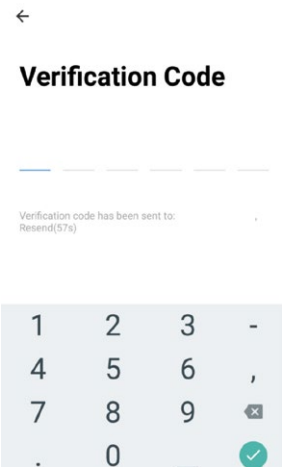 Verification Code
Verification code has been sent to: ,
Resend(57s)
1 2 3 -
4 5 6 ,
7 8 9
. 0